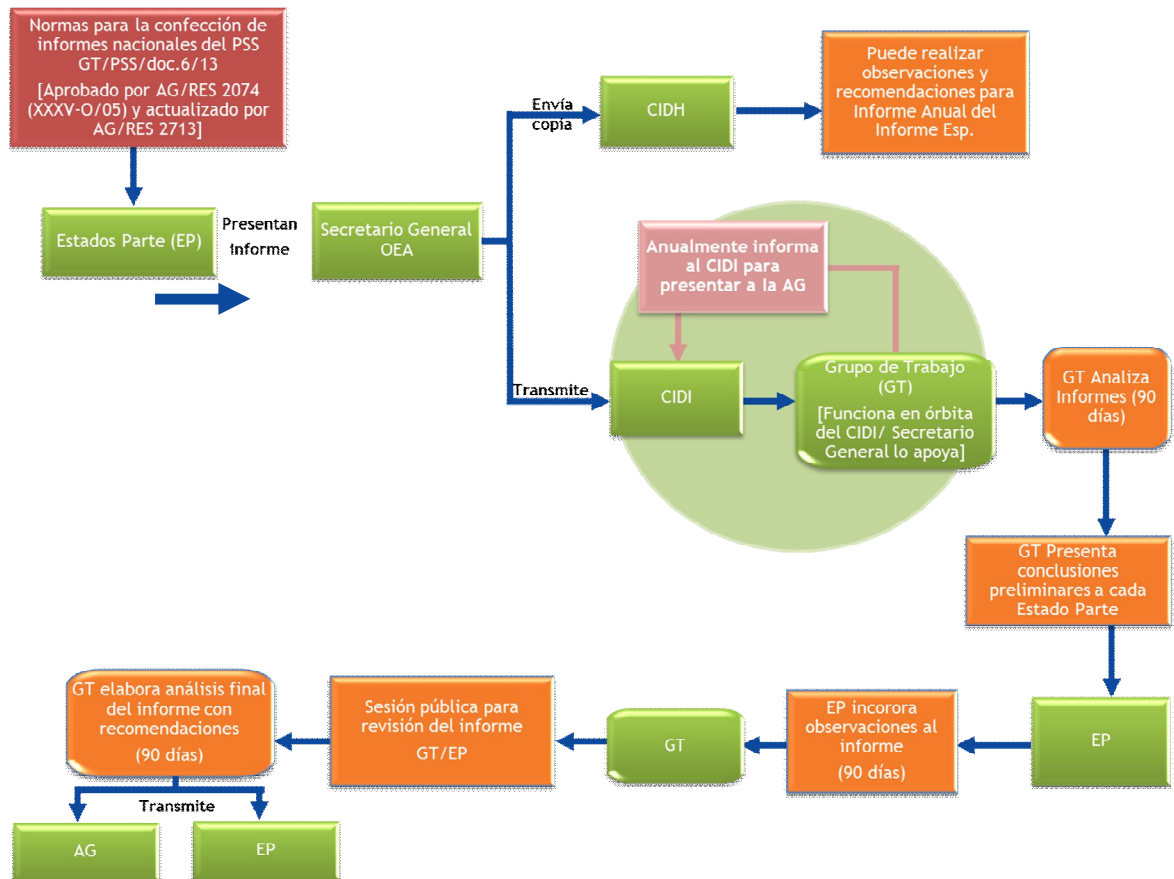 Normas para la confección de
informes nacionales del PSS
GT/PSS/doc.6/13
[Aprobado por AG/RES 2074
(XXXV-O/05) y actualizado por
AG/RES 2713]
Estados Parte (EP)
Presentan
informe
Secretario General
OEA
Envía
copía
CIDH
Puede realizar
observaciones y
recomendaciones para
Informe Anual del
Informe Esp.
Anualmente informa
al CIDI para
presentar a la AG
Transmite
CIDI
Grupo de Trabajo
(GT)
[Funciona en órbita
del CIDI/ Secretario
General lo apoya]
GT Analiza
Informes (90
días)
GT Presenta
conclusiones
preliminares a cada
Estado Parte
EP
EP incorora
observaciones al
informe
(90 días)
GT
Sesión pública para
revisión del informe
GT/EP
GT elabora análisis final
del informe con
recomendaciones
(90 días)
Transmite
AG
EP